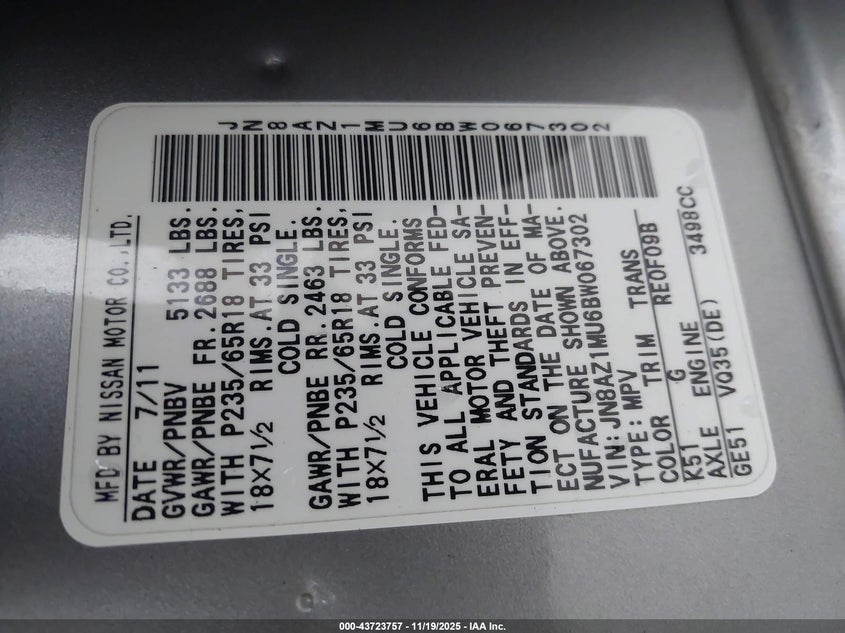 JN8AZ1MU6BW067302
MFD BY NISSAN MOTOR CO.,LTD.
DATE 7/11
GVWR/PNBV 5133 LBS.
GAWR/PNBE FR. 2688 LBS.
WITH P235/65R18 TIRES,
18X7½ RIMS.AT 33 PSI
COLD SINGLE.
GAWR/PNBE RR. 2463 LBS.
WITH P235/65R18 TIRES,
18X7½ RIMS.AT 33 PSI
COLD SINGLE.
THIS VEHICLE CONFORMS
TO ALL APPLICABLE FED-
ERAL MOTOR VEHICLE SA-
FETY AND THEFT PREVEN-
TION STANDARDS IN EFF-
ECT ON THE DATE OF MA-
NUFACTURE SHOWN ABOVE.
VIN: JN8AZ1MU6BW067302
TYPE: MPV
COLOR TRIM TRANS
K51 G RE0F09B
AXLE ENGINE
GE51 VQ35(DE) 3498CC
000-43723757 - 11/19/2025 - IAA Inc.